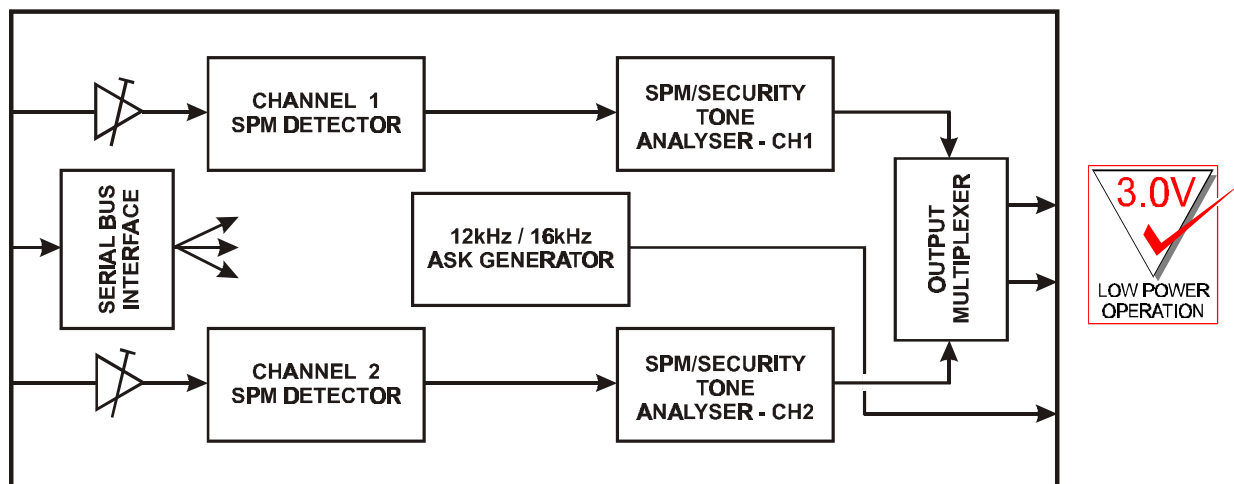 CHANNEL 1
SPM DETECTOR
SPM/SECURITY
TONE
ANALYSER - CH1
SERIAL BUS
INTERFACE
12kHz / 16kHz
ASK GENERATOR
OUTPUT
MULTIPLEXER
3.0V
LOW POWER
OPERATION
CHANNEL 2
SPM DETECTOR
SPM/SECURITY
TONE
ANALYSER - CH2